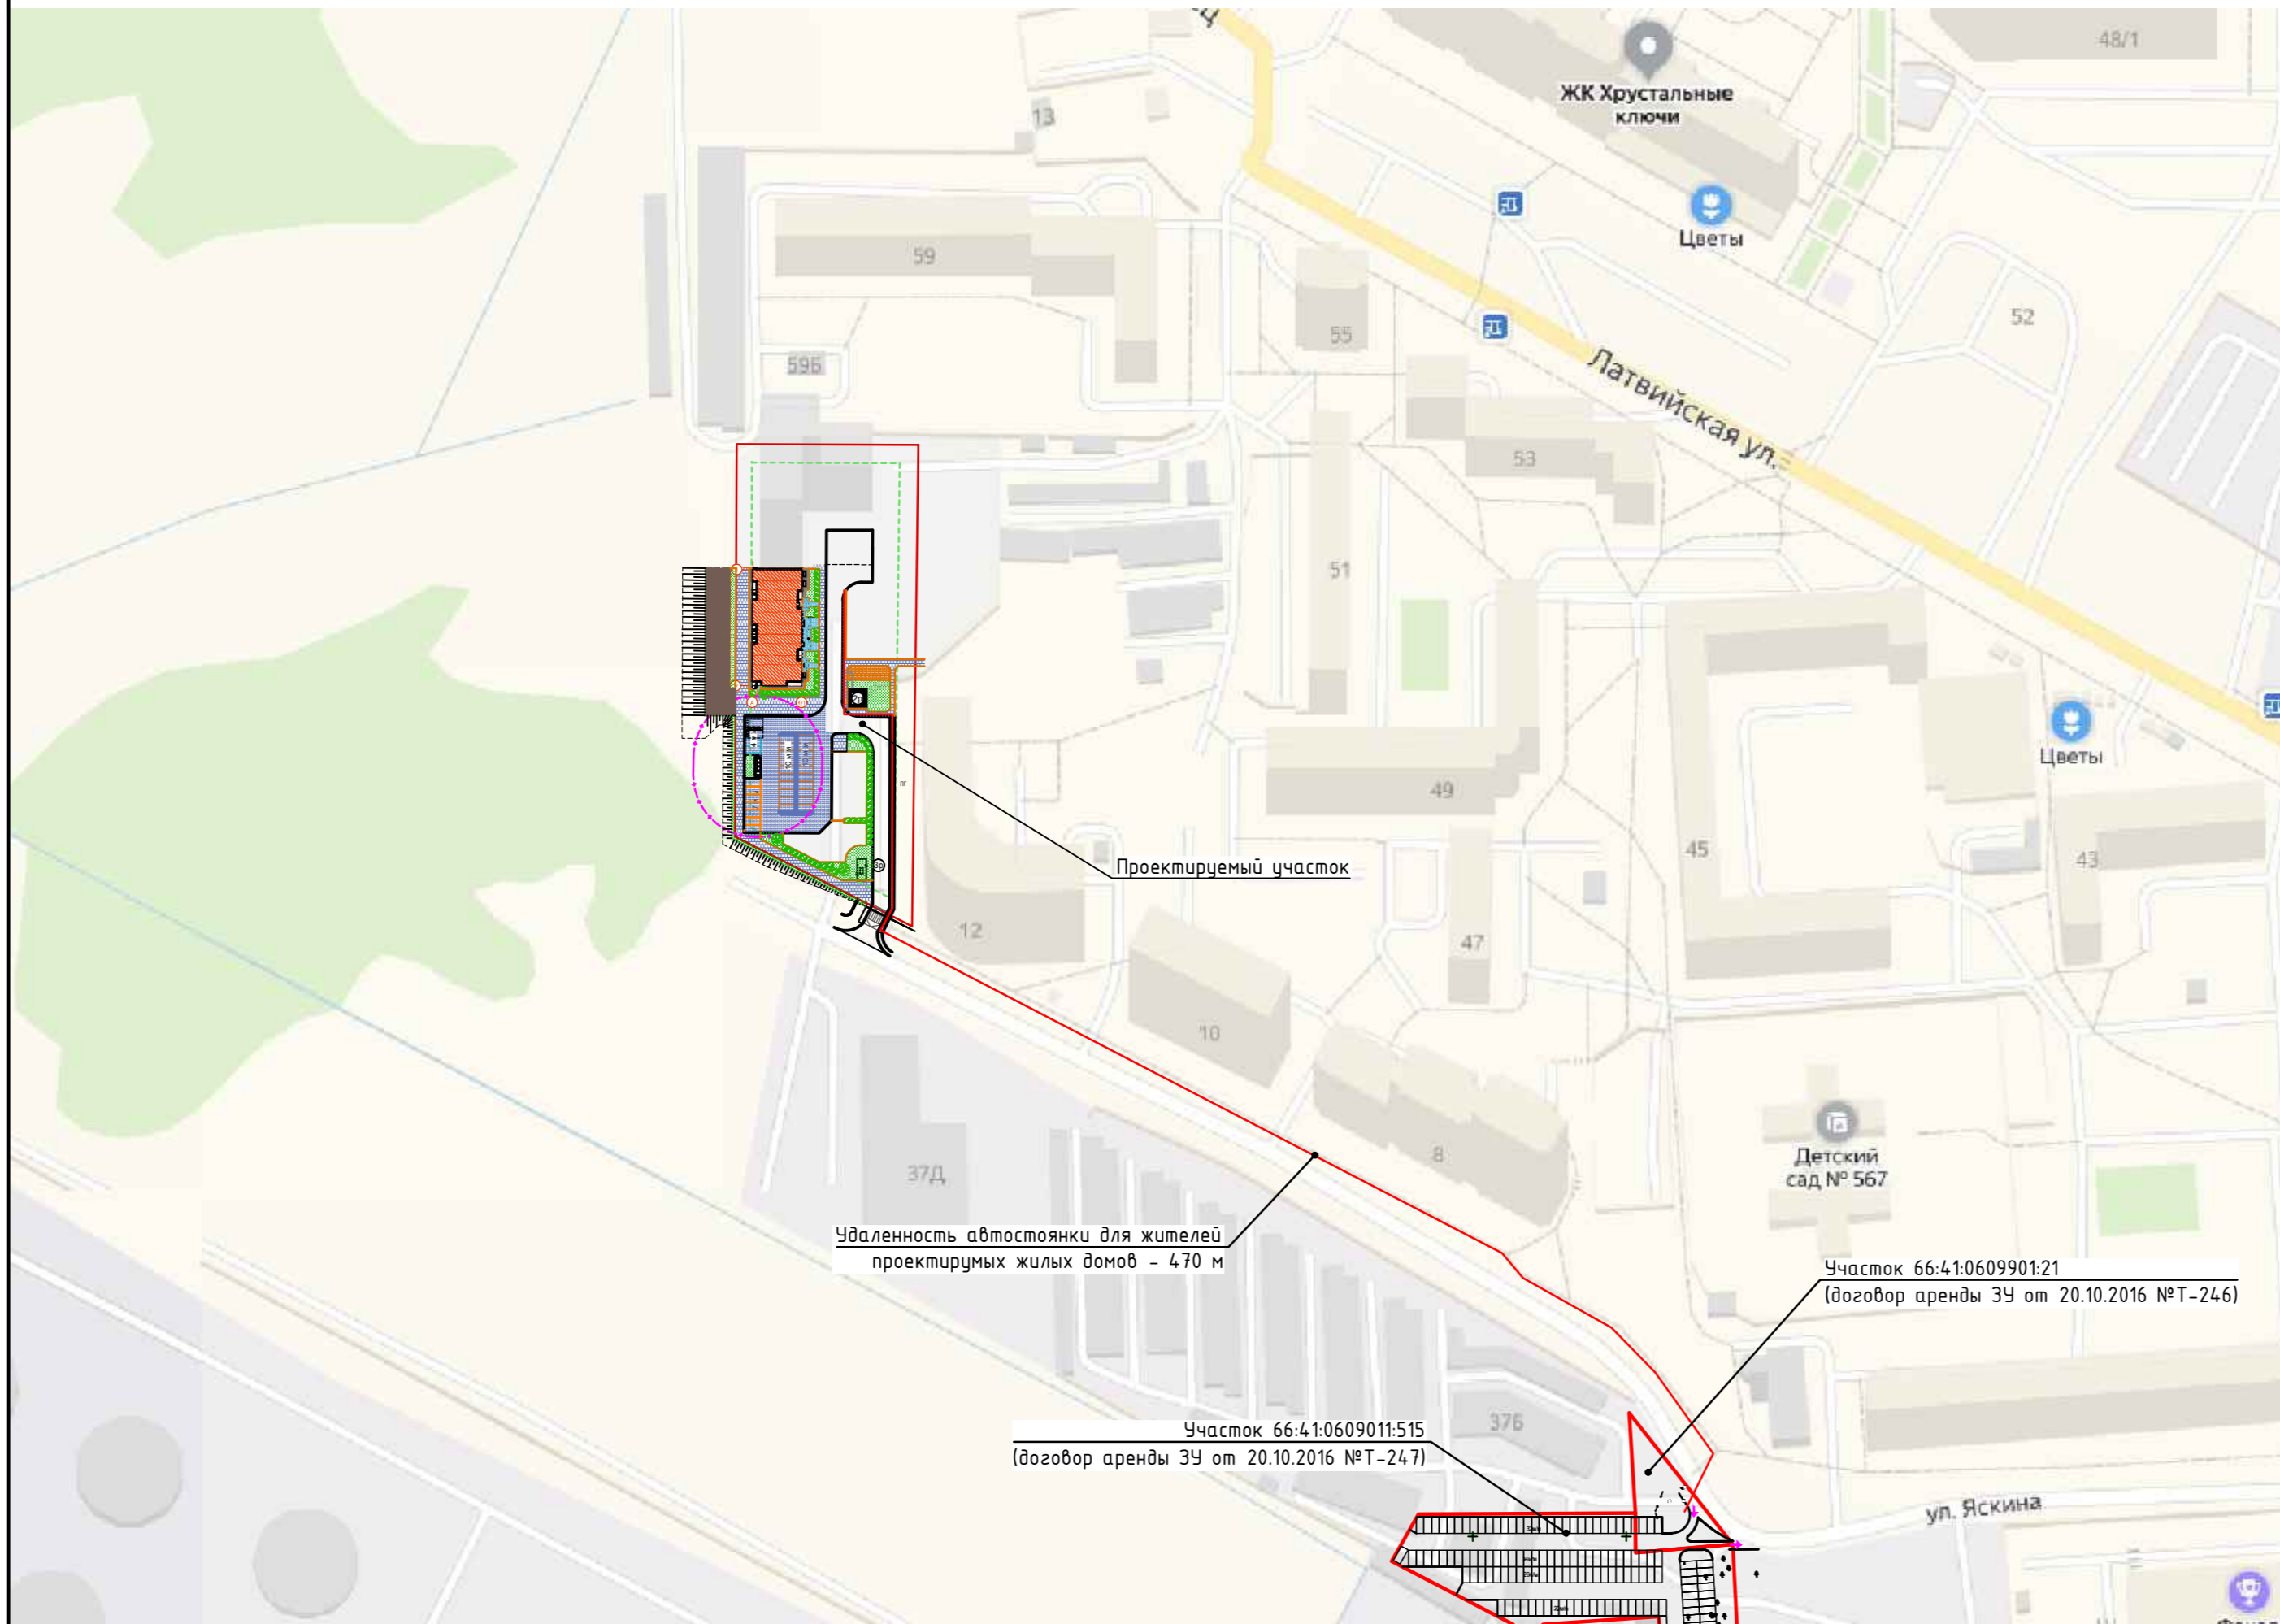 48/1
ЖК Хрустальные
ключи
13
Цветы
59
55
52
59Б
Латвийская ул.
53
51
Цветы
49
45
43
Проектируемый участок
12
47
10
8
Детский
сад № 567
37Д
Удаленность автостоянки для жителей
проектирумых жилых домов - 470 м
Участок 66:41:0609901:21
(договор аренды ЗУ от 20.10.2016 №Т-246)
Участок 66:41:0609011:515
(договор аренды ЗУ от 20.10.2016 №Т-247)
37Б
ул. Яскина